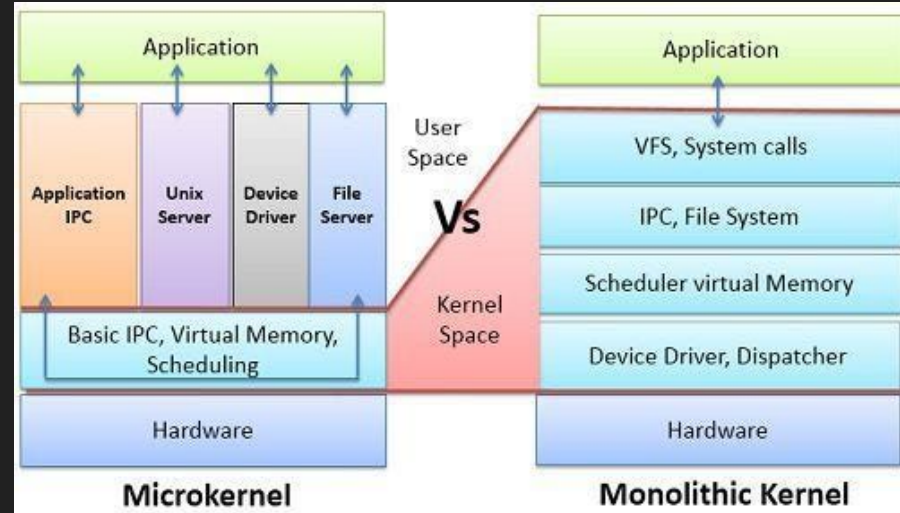 Application
Application
IPC
Unix
Server
Device
Driver
File
Server
Basic IPC, Virtual Memory,
Scheduling
Hardware
Microkernel
User
Space
Vs
Kernel
Space
Application
VFS, System calls
IPC, File System
Scheduler virtual Memory
Device Driver, Dispatcher
Hardware
Monolithic Kernel